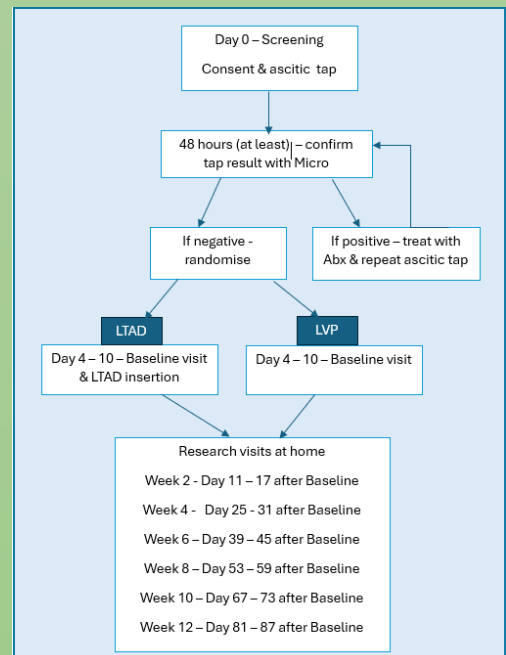 Day 0 – Screening
Consent & ascitic tap
48 hours (at least) – confirm
tap result with Micro
If negative -
randomise
If positive – treat with
Abx & repeat ascitic tap
LTAD
LVP
Day 4 – 10 – Baseline visit
& LTAD insertion
Day 4 – 10 – Baseline visit
Research visits at home
Week 2 - Day 11 – 17 after Baseline
Week 4 - Day 25 - 31 after Baseline
Week 6 – Day 39 – 45 after Baseline
Week 8 – Day 53 – 59 after Baseline
Week 10 – Day 67 – 73 after Baseline
Week 12 – Day 81 – 87 after Baseline